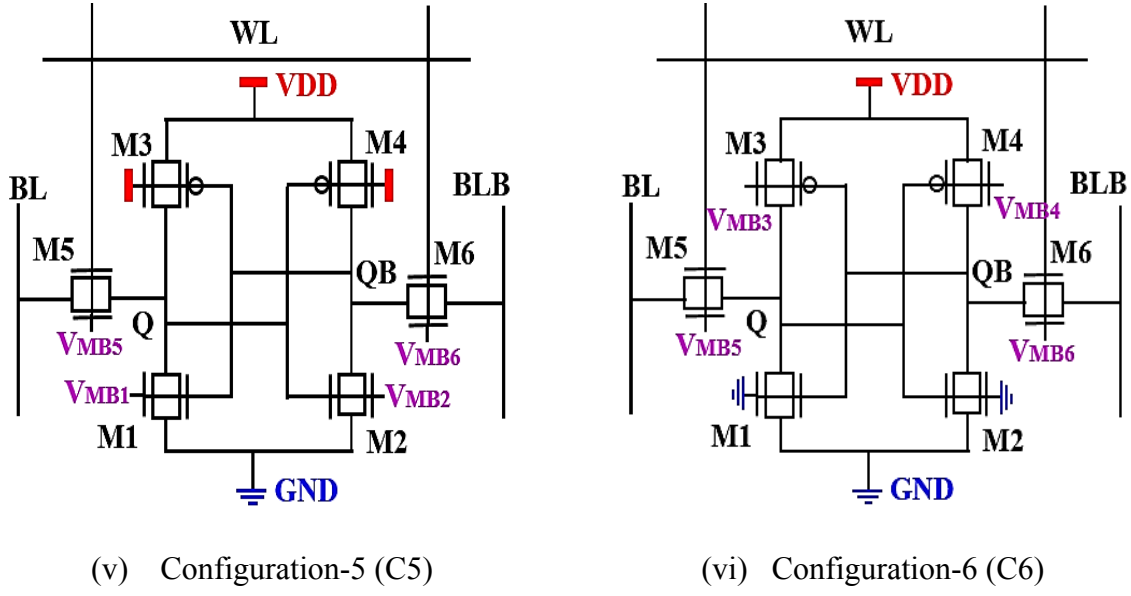 WL
VDD
M3
M4
BL
BLB
M5
M6
QB
Q
VMB5
VMB6
VMB1
VMB2
M1
M2
GND
(v) Configuration-5 (C5)
WL
VDD
M3
M4
BL
BLB
VMB3
VMB4
M5
M6
QB
Q
VMB5
VMB6
M1
M2
GND
(vi) Configuration-6 (C6)